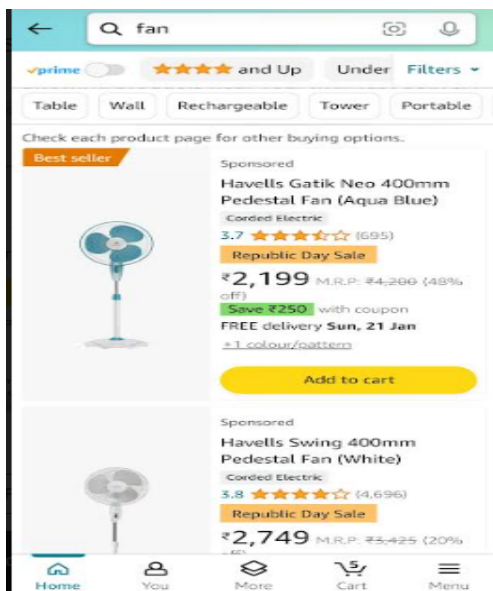 fan
prime
and Up
Under
Filters
Table
Wall
Rechargeable
Tower
Portable
Check each product page for other buying options.
Best seller
Sponsored
Havells Gatik Neo 400mm
Pedestal Fan (Aqua Blue)
Corded Electric
3.7 (695)
Republic Day Sale
₹2,199 M.R.P: ₹4,200 (48%
off)
Save ₹250 with coupon
FREE delivery Sun, 21 Jan
+1 colour/pattern
Add to cart
Sponsored
Havells Swing 400mm
Pedestal Fan (White)
Corded Electric
3.8 (4,696)
Republic Day Sale
₹2,749 M.R.P: ₹3,425 (20%
off)
Home
You
More
5
Cart
Menu